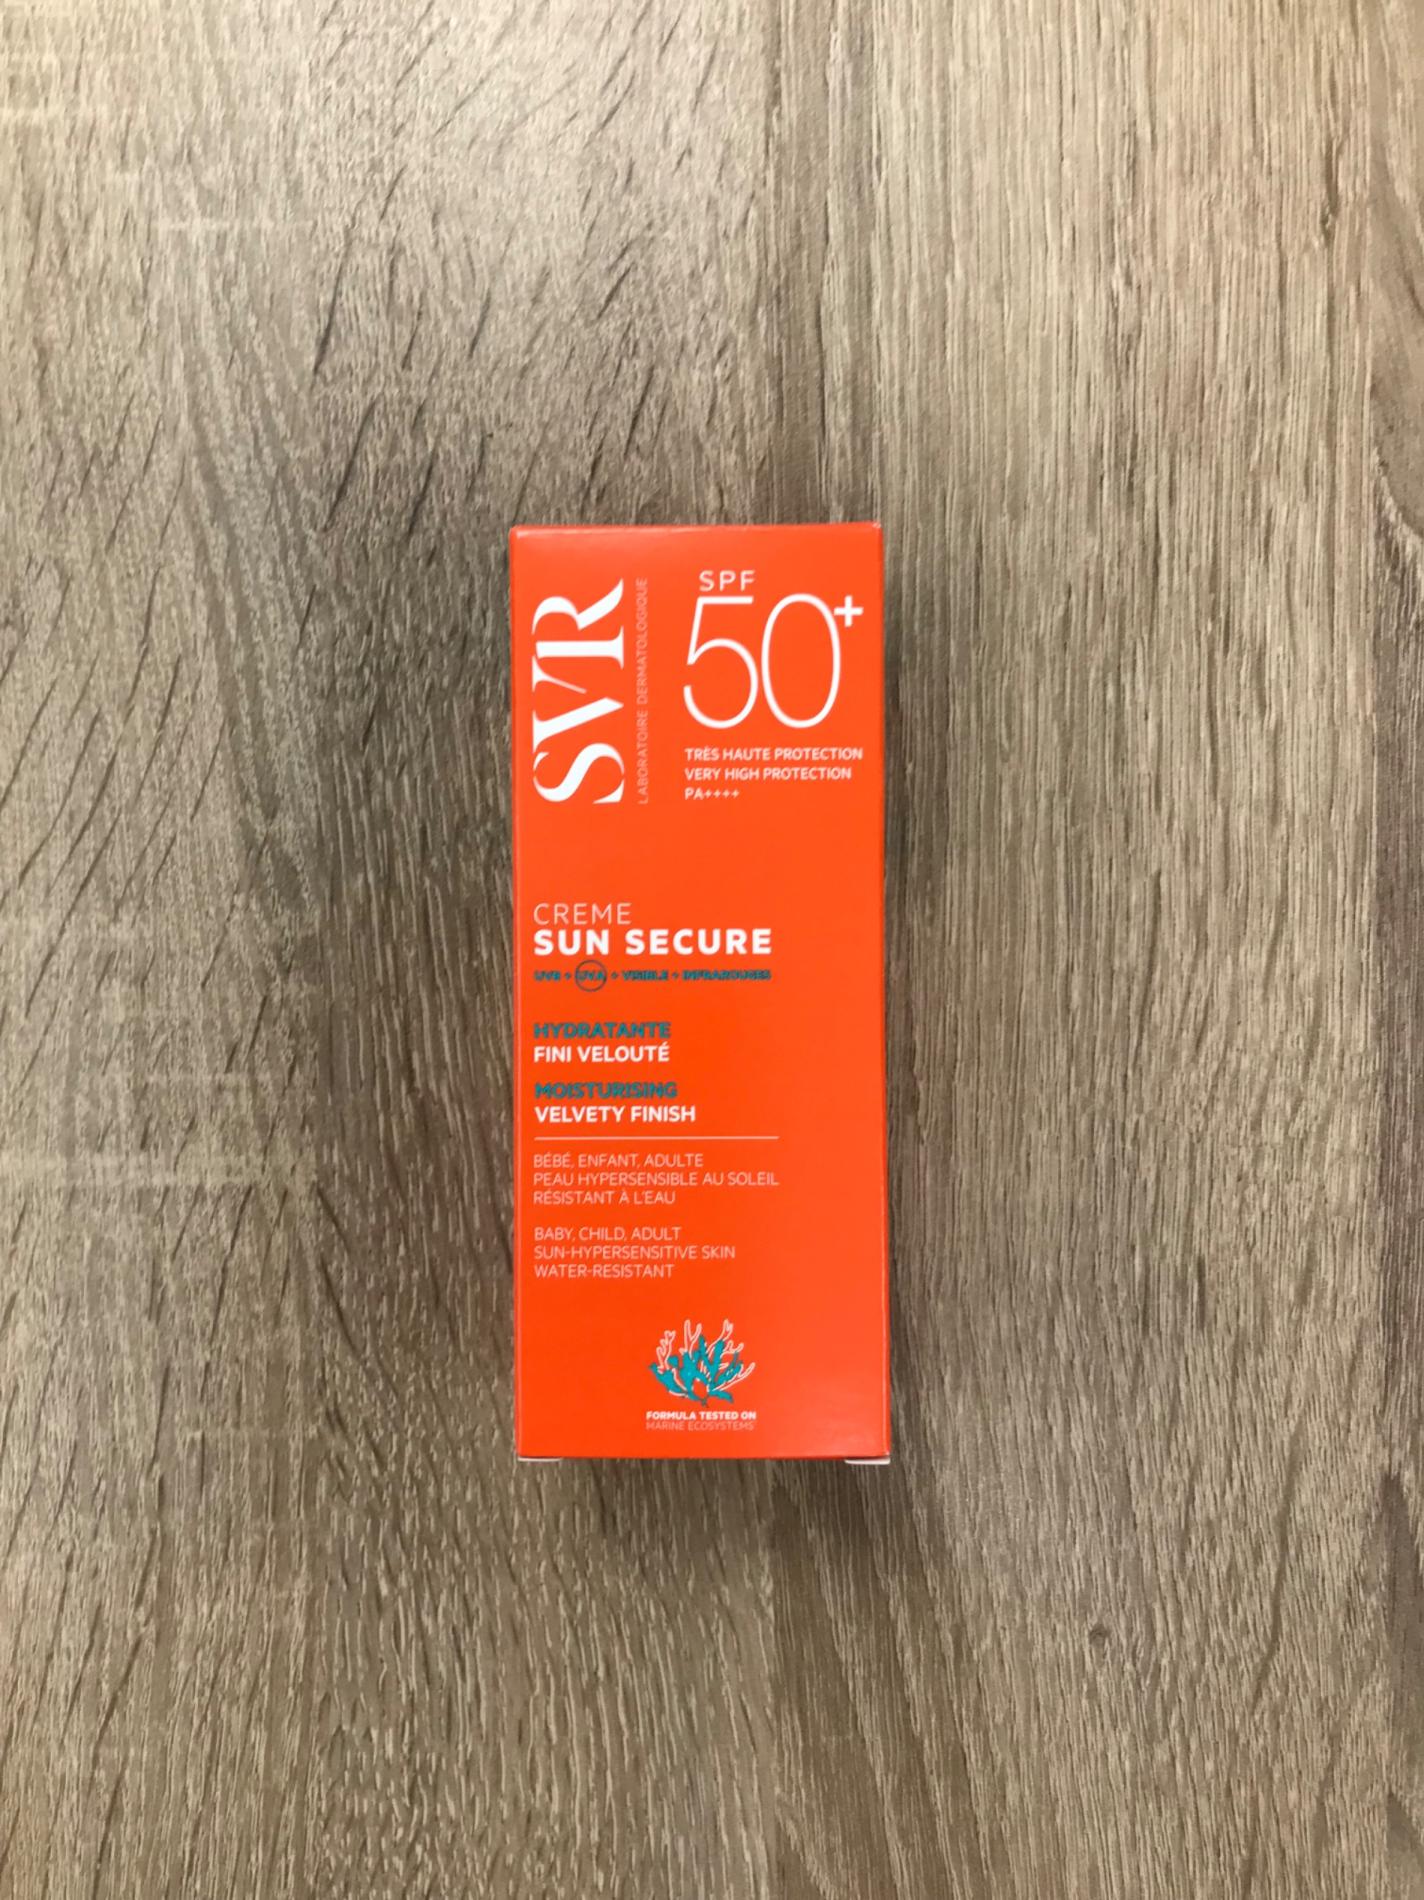 SVR
LABORATOIRE DERMATOLOGIQUE
SPF
50+
TRÈS HAUTE PROTECTION
VERY HIGH PROTECTION
PA++++
CREME
SUN SECURE
UVB + UVA + VISIBLE + INFRAROUGES
HYDRATANTE
FINI VELOUTÉ
MOISTURISING
VELVETY FINISH
BÉBÉ, ENFANT, ADULTE
PEAU HYPERSENSIBLE AU SOLEIL
RÉSISTANT À L'EAU
BABY, CHILD, ADULT
SUN-HYPERSENSITIVE SKIN
WATER-RESISTANT
FORMULA TESTED ON
MARINE ECOSYSTEMS